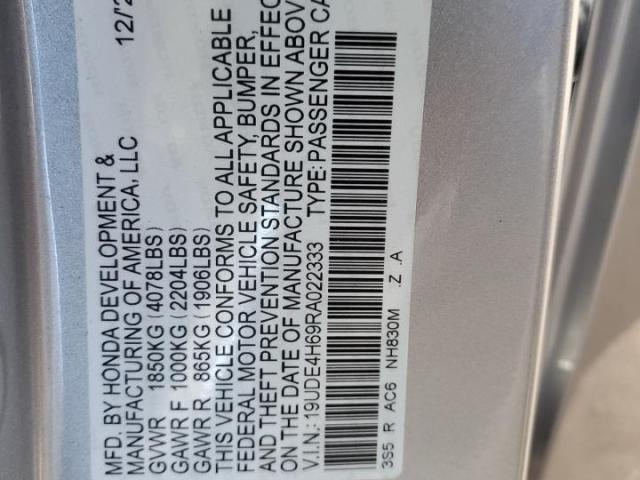 12/2
MFD. BY HONDA DEVELOPMENT &
MANUFACTURING OF AMERICA, LLC
GVWR 1850KG (4078LBS)
GAWR F 1000KG (2204LBS)
GAWR R 865KG (1906LBS)
THIS VEHICLE CONFORMS TO ALL APPLICABLE
FEDERAL MOTOR VEHICLE SAFETY, BUMPER,
AND THEFT PREVENTION STANDARDS IN EFFEC
ON THE DATE OF MANUFACTURE SHOWN ABOV
V.I.N.: 19UDE4H69RA022333 TYPE: PASSENGER CA
3S5 R AC6 NH830M .Z .A